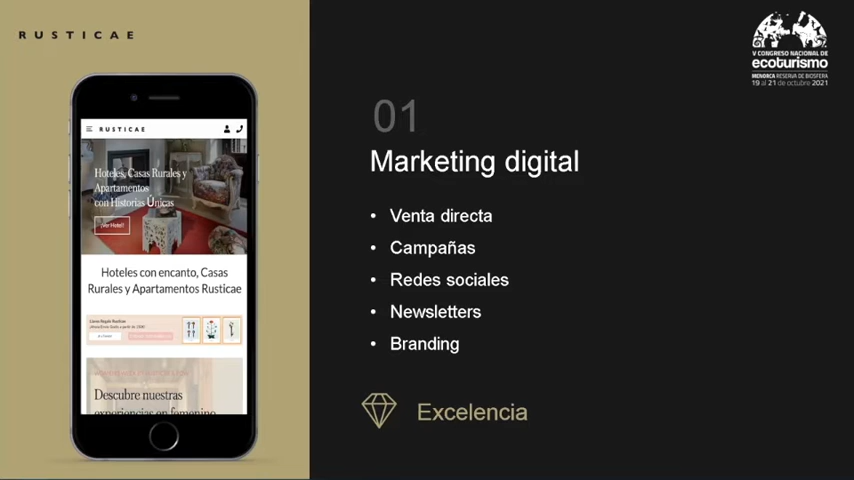 RUSTICAE
V CONGRESO NACIONAL DE
ecoturismo
MENORCA RESERVA DE BIOSFERA
19 al 21 de octubre 2021
RUSTICAE
Hoteles, Casas Rurales y
Apartamentos
con Historias Únicas
¡Ver Hotel!
Hoteles con encanto, Casas
Rurales y Apartamentos Rusticae
Descubre nuestras
experiencias en femenino
01
Marketing digital
• Venta directa
• Campañas
• Redes sociales
• Newsletters
• Branding
Excelencia